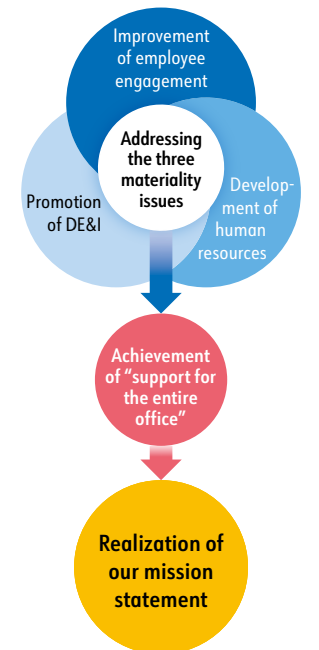 Improvement
of employee
engagement
Addressing
the three
materiality
issues
Promotion
of DE&I
Develop-
ment of
human
resources
Achievement
of “support for
the entire
office”
Realization of
our mission
statement